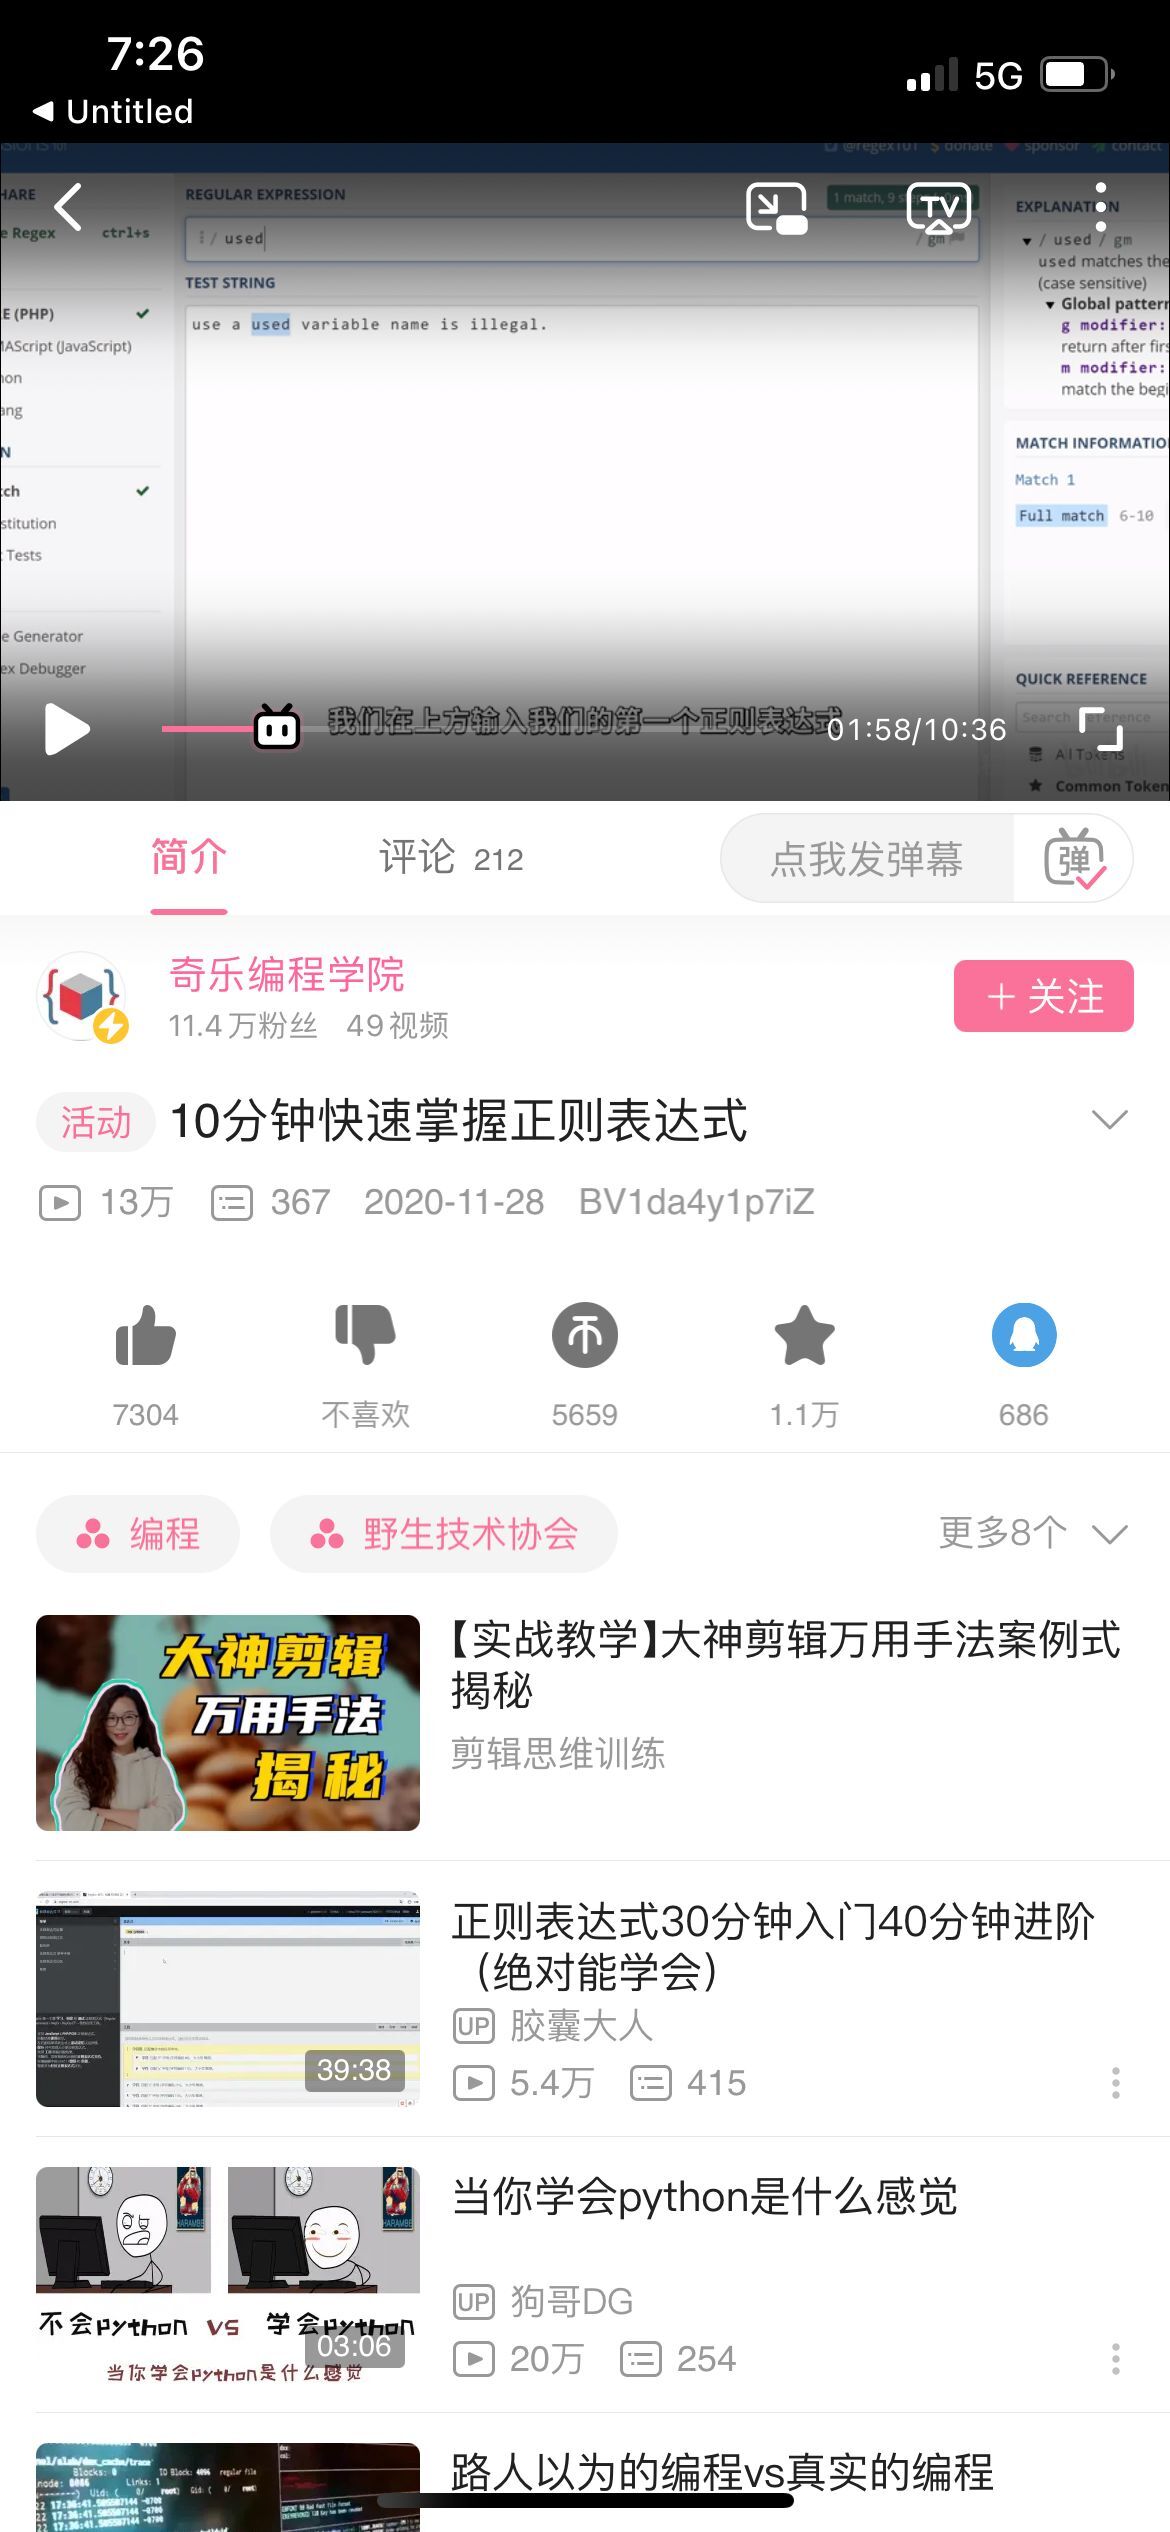 7:26
5G
Untitled
@regex101 $ donate sponsor contact
HARE
REGULAR EXPRESSION
EXPLANATION
e Regex ctrl+s
/ used
/ gm
/ used / gm
used matches the
(case sensitive)
TEST STRING
E (PHP)
use a used variable name is illegal.
Global pattern
g modifier:
AScript (JavaScript)
return after firs
m modifier:
on
match the begi
ang
N
MATCH INFORMATIO
Match 1
tch
Full match 6-10
stitution
Tests
e Generator
ex Debugger
QUICK REFERENCE
Search reference
我们在上方输入我们的第一个正则表达式
01:58/10:36
All Tokens
Common Token
简介
评论 212
点我发弹幕
弹
奇乐编程学院
11.4万粉丝 49视频
+ 关注
活动 10分钟快速掌握正则表达式
13万 367 2020-11-28 BV1da4y1p7iZ
7304 不喜欢 5659 1.1万 686
编程 野生技术协会 更多8个
大神剪辑
万用手法
揭秘
【实战教学】大神剪辑万用手法案例式
揭秘
剪辑思维训练
39:38
正则表达式30分钟入门40分钟进阶
（绝对能学会）
UP 胶囊大人
5.4万 415
HARAMBE
HARAMBE
不会python vs 学会python
03:06
当你学会python是什么感觉
当你学会python是什么感觉
UP 狗哥DG
20万 254
路人以为的编程vs真实的编程
Blocks: 0 IO Block: 4096 regular file
Links: 1